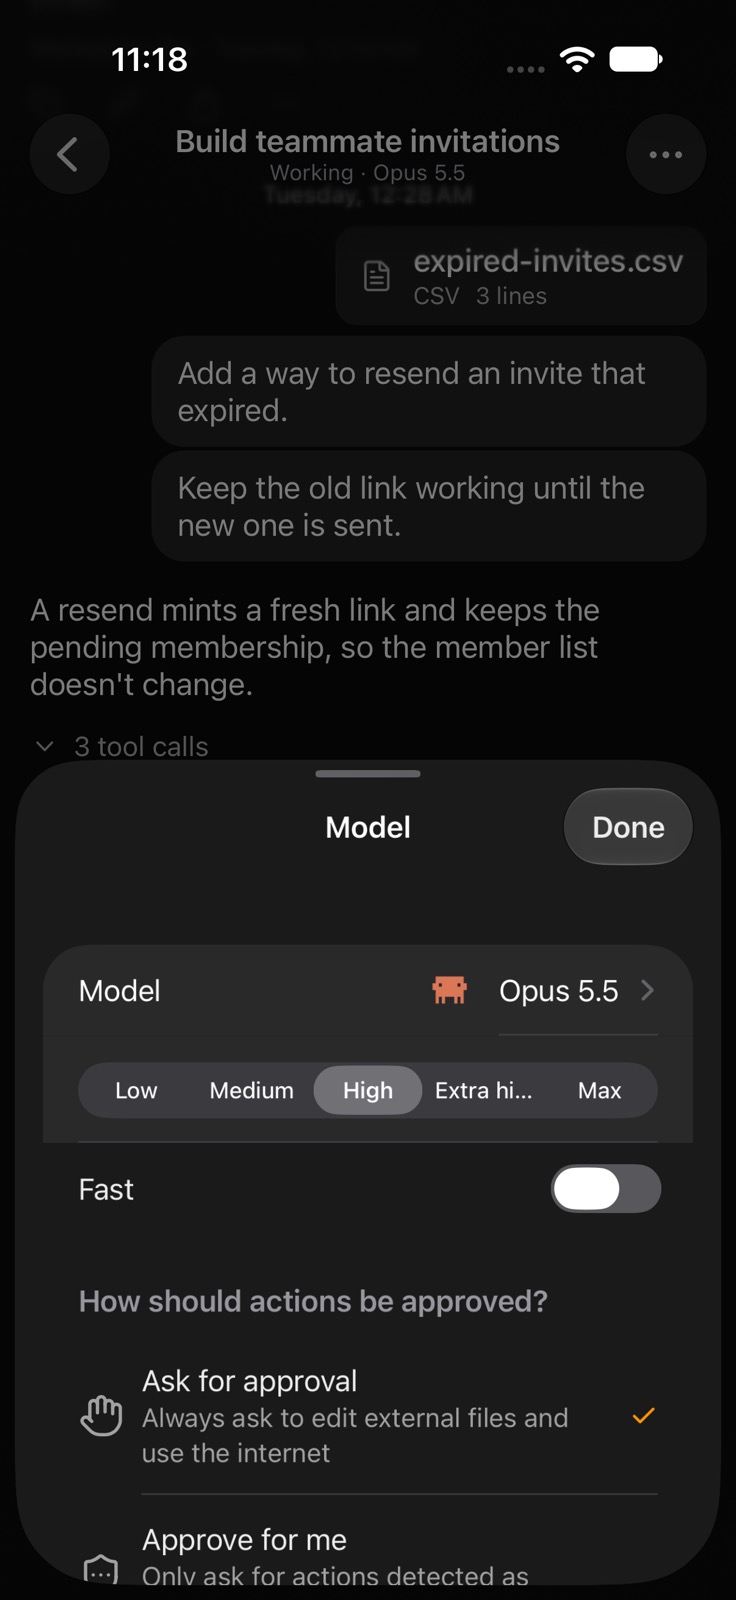 11:18
Build teammate invitations
Working · Opus 5.5
Tuesday, 12:28 AM
expired-invites.csv
CSV 3 lines
Add a way to resend an invite that
expired.
Keep the old link working until the
new one is sent.
A resend mints a fresh link and keeps the
pending membership, so the member list
doesn't change.
3 tool calls
Model
Done
Model
Opus 5.5
Low Medium High Extra hi... Max
Fast
How should actions be approved?
Ask for approval
Always ask to edit external files and
use the internet
Approve for me
Only ask for actions detected as